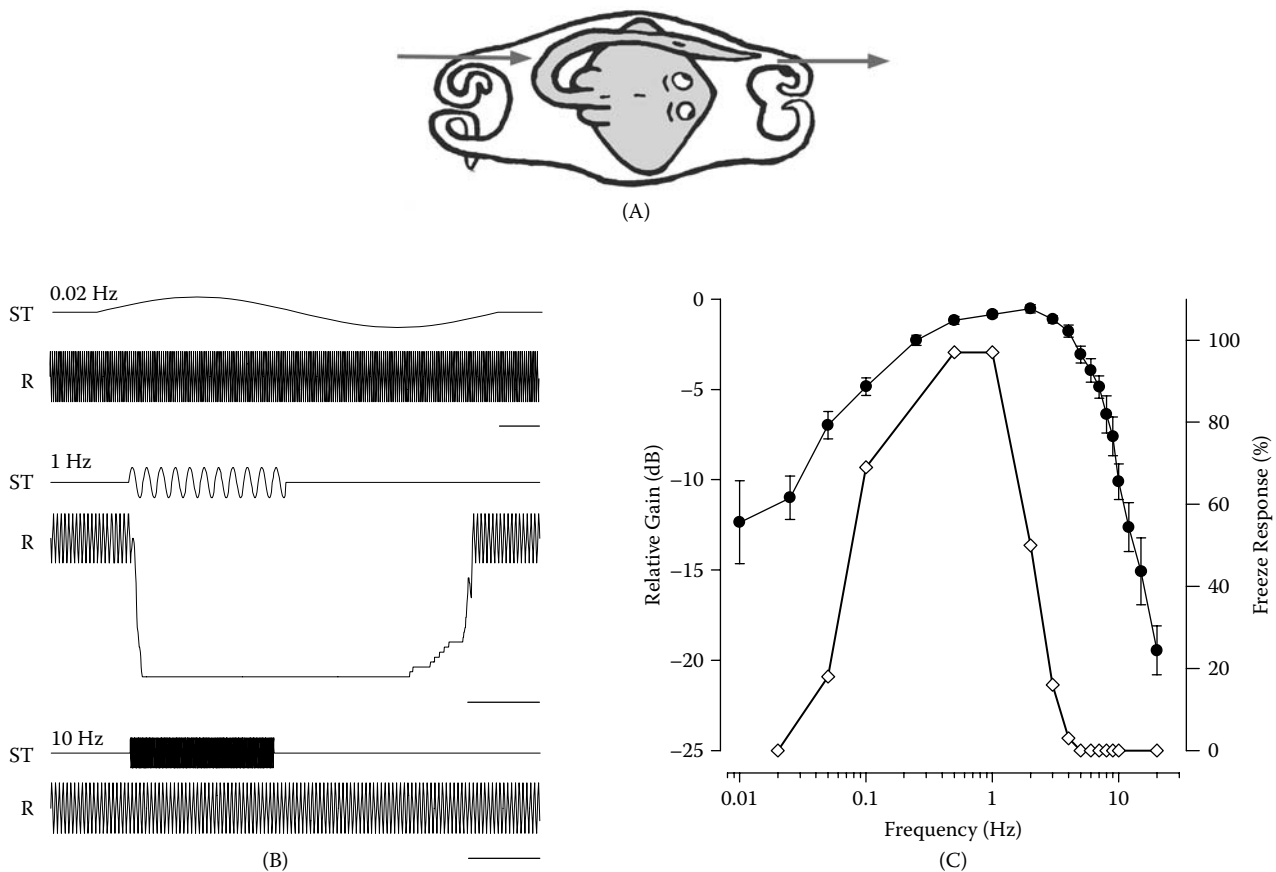 (A)
0.02 Hz
ST
R
1 Hz
ST
R
10 Hz
ST
R
(B)
0
−5
−10
−15
−20
−25
Relative Gain (dB)
100
80
60
40
20
0
Freeze Response (%)
0.01 0.1 1 10
Frequency (Hz)
(C)